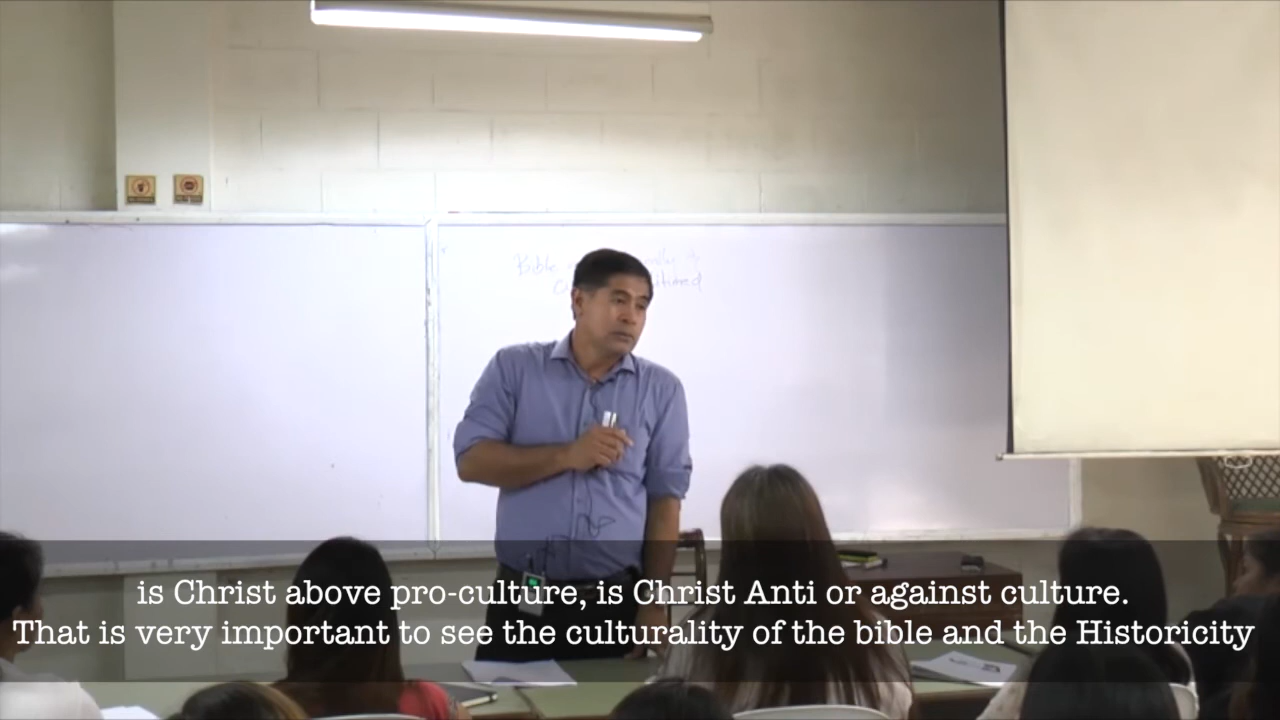 Bible
is Christ above pro-culture, is Christ Anti or against culture.
That is very important to see the culturality of the bible and the Historicity